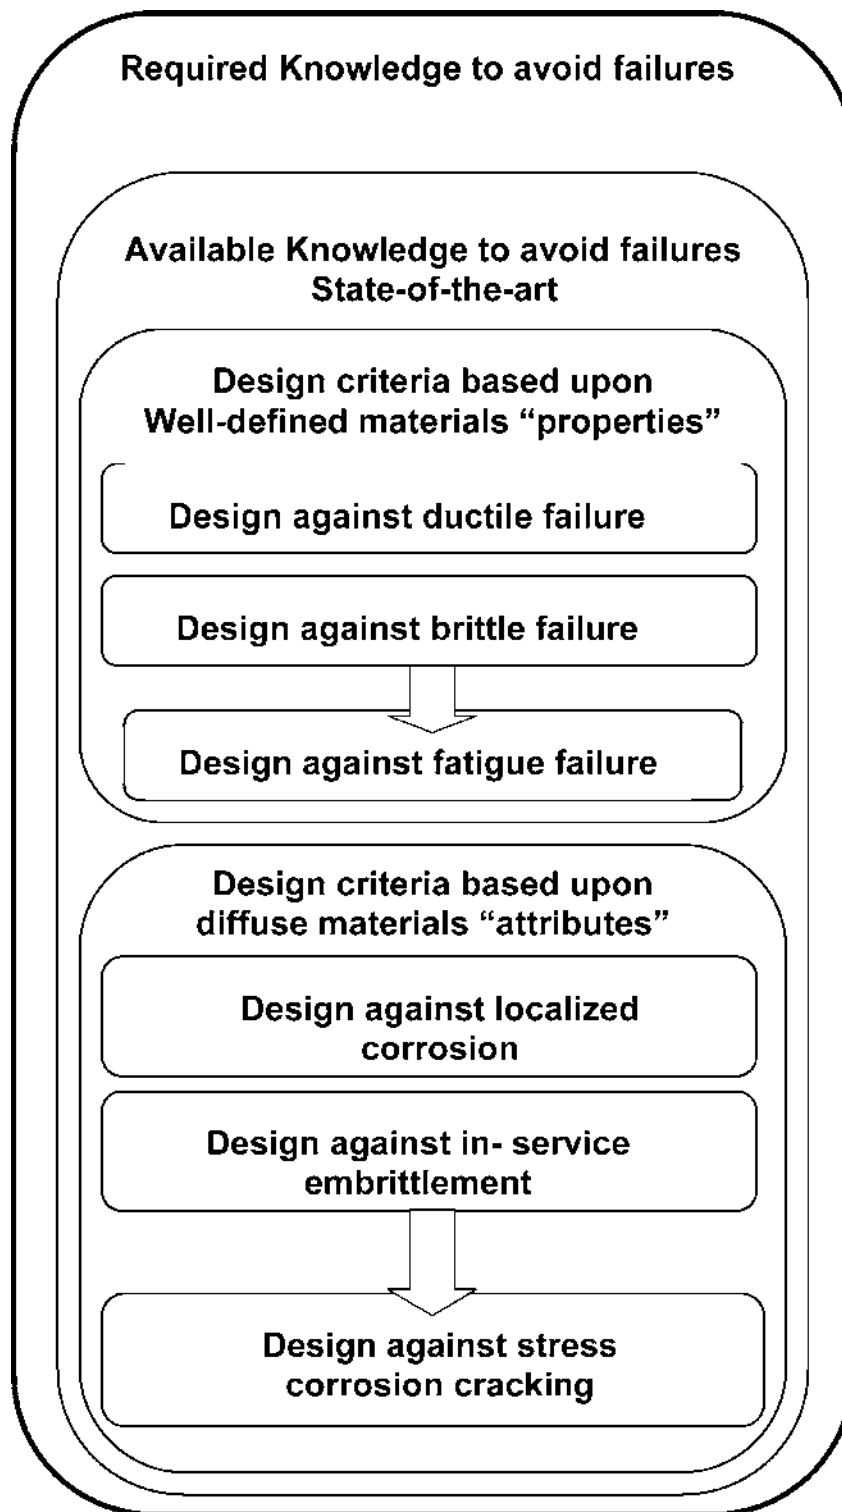 Required Knowledge to avoid failures
Available Knowledge to avoid failures
State-of-the-art
Design criteria based upon
Well-defined materials “properties”
Design against ductile failure
Design against brittle failure
Design against fatigue failure
Design criteria based upon
diffuse materials “attributes”
Design against localized
corrosion
Design against in- service
embrittlement
Design against stress
corrosion cracking